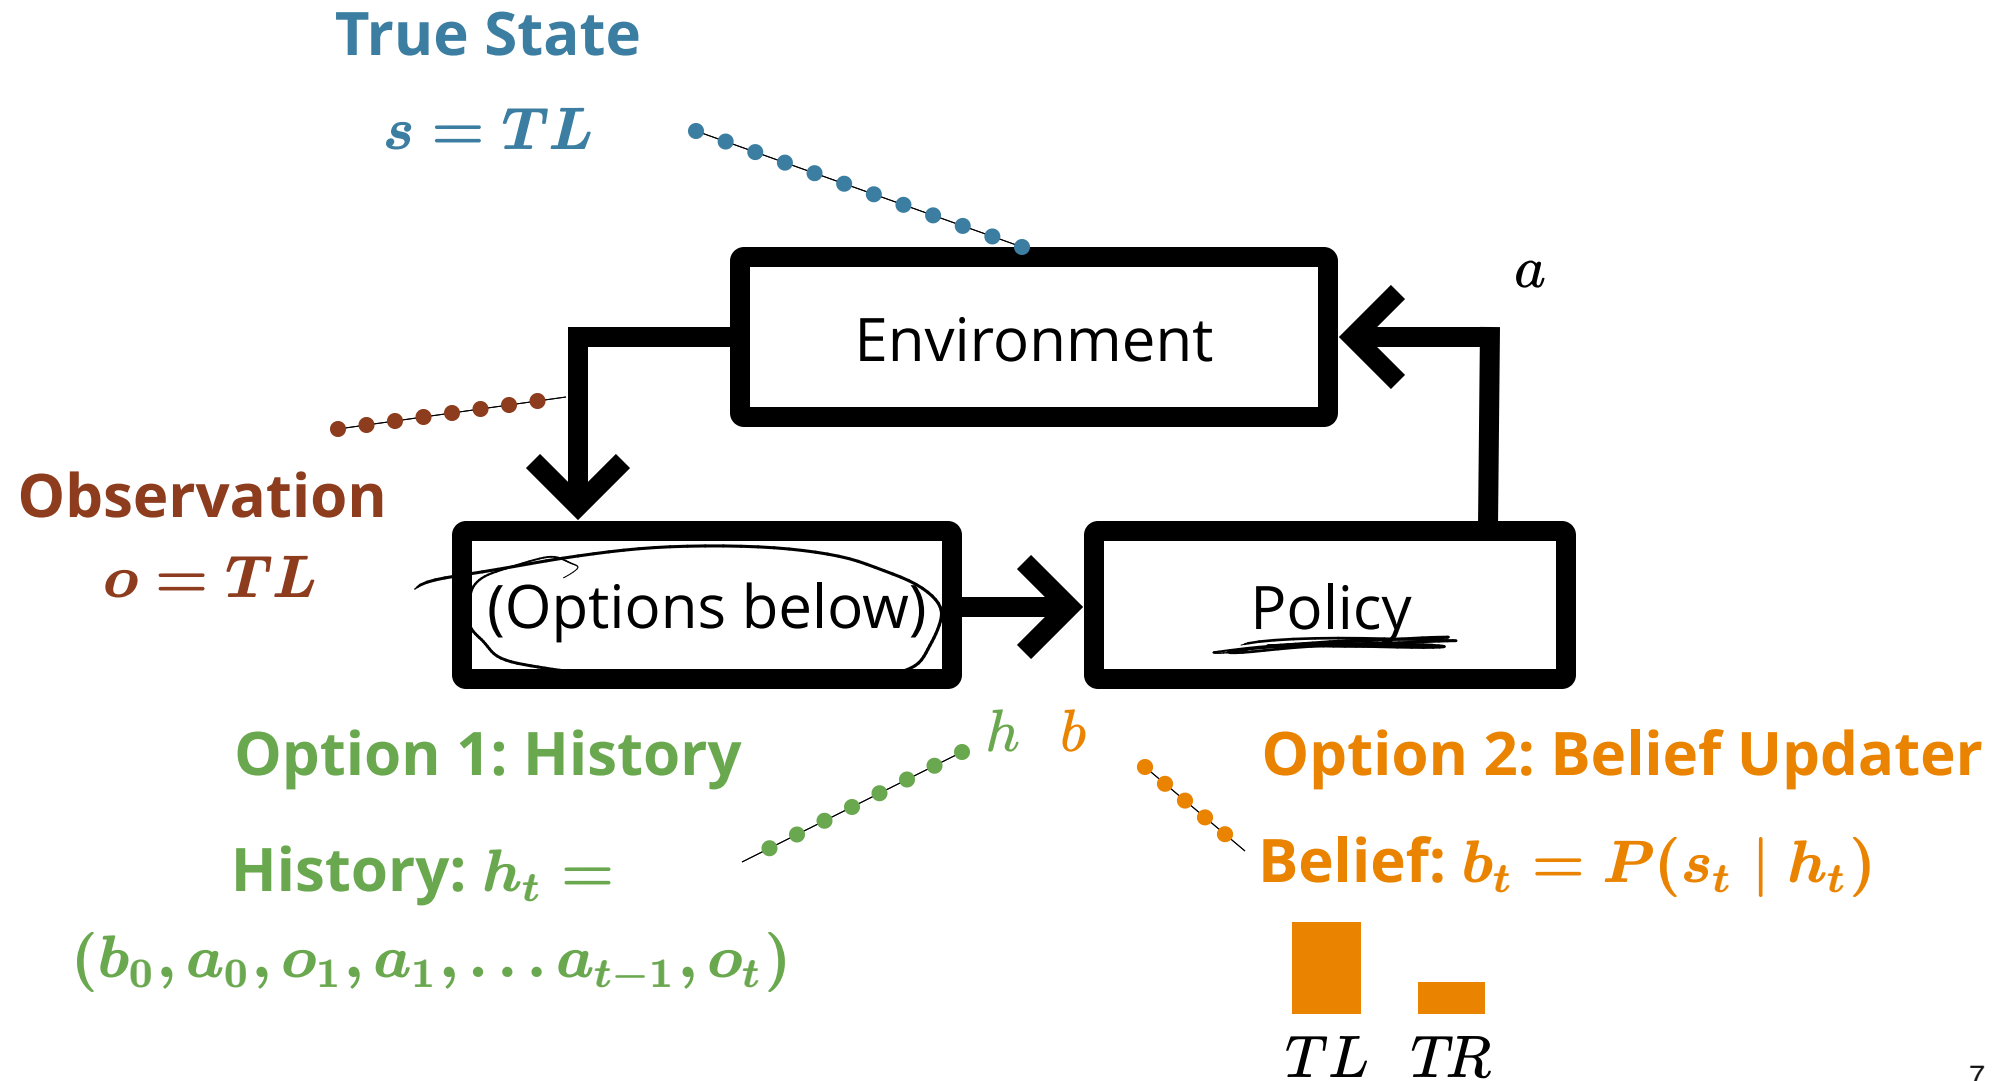 True State
s = TL
a
Environment
Observation
o = TL
(Options below)
Policy
h b
Option 1: History
Option 2: Belief Updater
History: h_t =
(b_0, a_0, o_1, a_1, ... a_{t-1}, o_t)
Belief: b_t = P(s_t | h_t)
TL TR
7